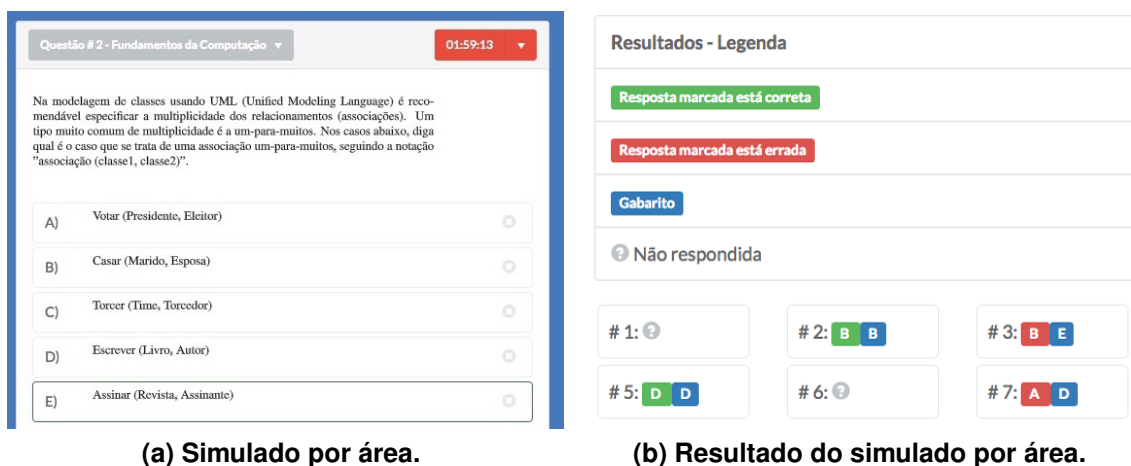 Questão # 2 - Fundamentos da Computação
01:59:13
Na modelagem de classes usando UML (Unified Modeling Language) é reco-
mendável especificar a multiplicidade dos relacionamentos (associações). Um
tipo muito comum de multiplicidade é a um-para-muitos. Nos casos abaixo, diga
qual é o caso que se trata de uma associação um-para-muitos, seguindo a notação
"associação (classe1, classe2)".
A) Votar (Presidente, Eleitor)
B) Casar (Marido, Esposa)
C) Torcer (Time, Torcedor)
D) Escrever (Livro, Autor)
E) Assinar (Revista, Assinante)
(a) Simulado por área.
Resultados - Legenda
Resposta marcada está correta
Resposta marcada está errada
Gabarito
? Não respondida
# 1: ? # 2: B B # 3: B E
# 5: D D # 6: ? # 7: A D
(b) Resultado do simulado por área.